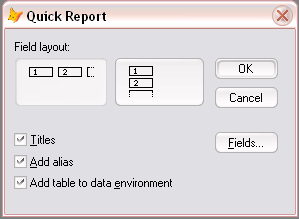 Quick Report
Field layout:
1 2
1
2
OK
Cancel
Titles
Fields...
Add alias
Add table to data environment